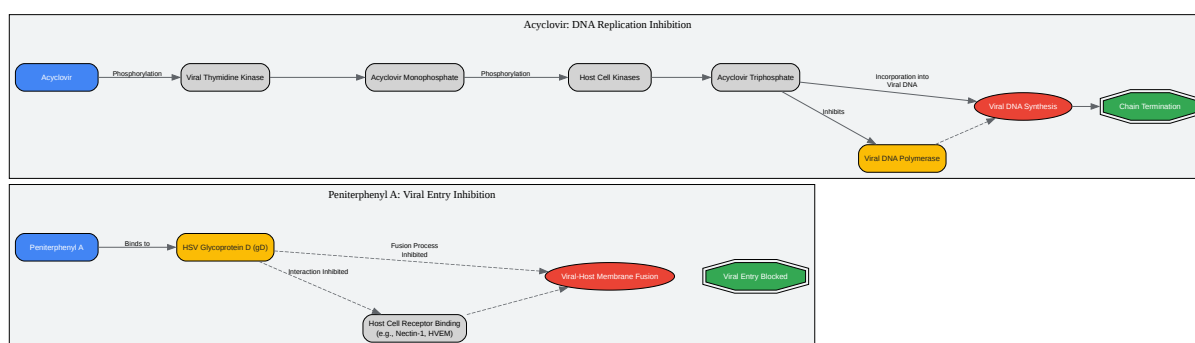 Acyclovir: DNA Replication Inhibition
Acyclovir
Phosphorylation
Viral Thymidine Kinase
Acyclovir Monophosphate
Phosphorylation
Host Cell Kinases
Acyclovir Triphosphate
Incorporation into
Viral DNA
Inhibits
Viral DNA Synthesis
Chain Termination
Viral DNA Polymerase
Peniterphenyl A: Viral Entry Inhibition
Peniterphenyl A
Binds to
HSV Glycoprotein D (gD)
Fusion Process
Inhibited
Interaction Inhibited
Viral-Host Membrane Fusion
Viral Entry Blocked
Host Cell Receptor Binding
(e.g., Nectin-1, HVEM)